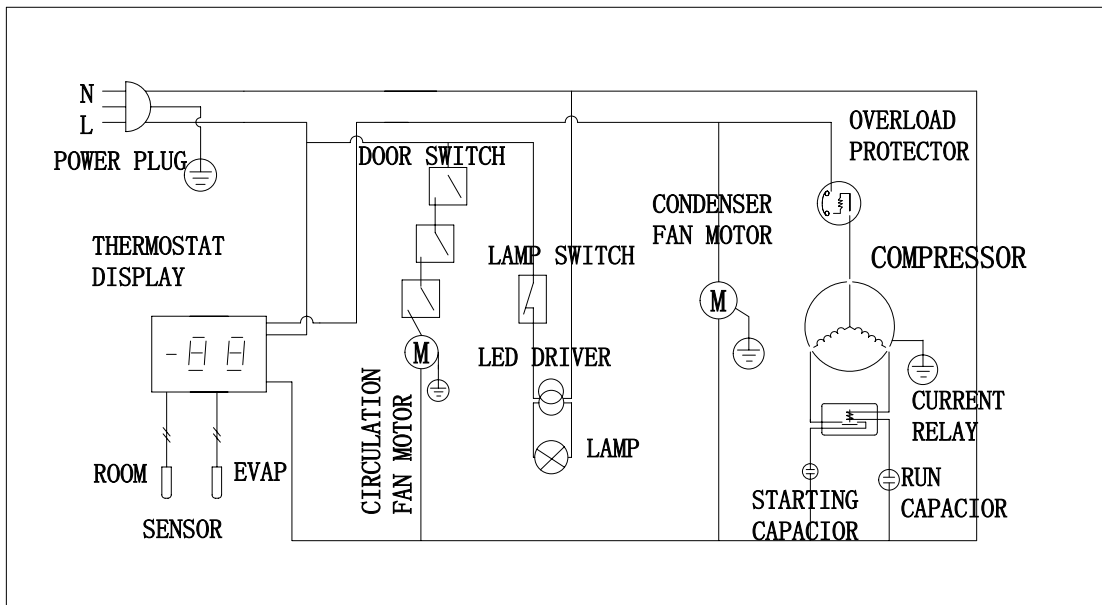 N
L
POWER PLUG
DOOR SWITCH
OVERLOAD
PROTECTOR
CONDENSER
FAN MOTOR
THERMOSTAT
DISPLAY
LAMP SWITCH
COMPRESSOR
M
-88
M
LED DRIVER
CIRCULATION
FAN MOTOR
CURRENT
RELAY
LAMP
ROOM
EVAP
SENSOR
STARTING
CAPACIOR
RUN
CAPACIOR